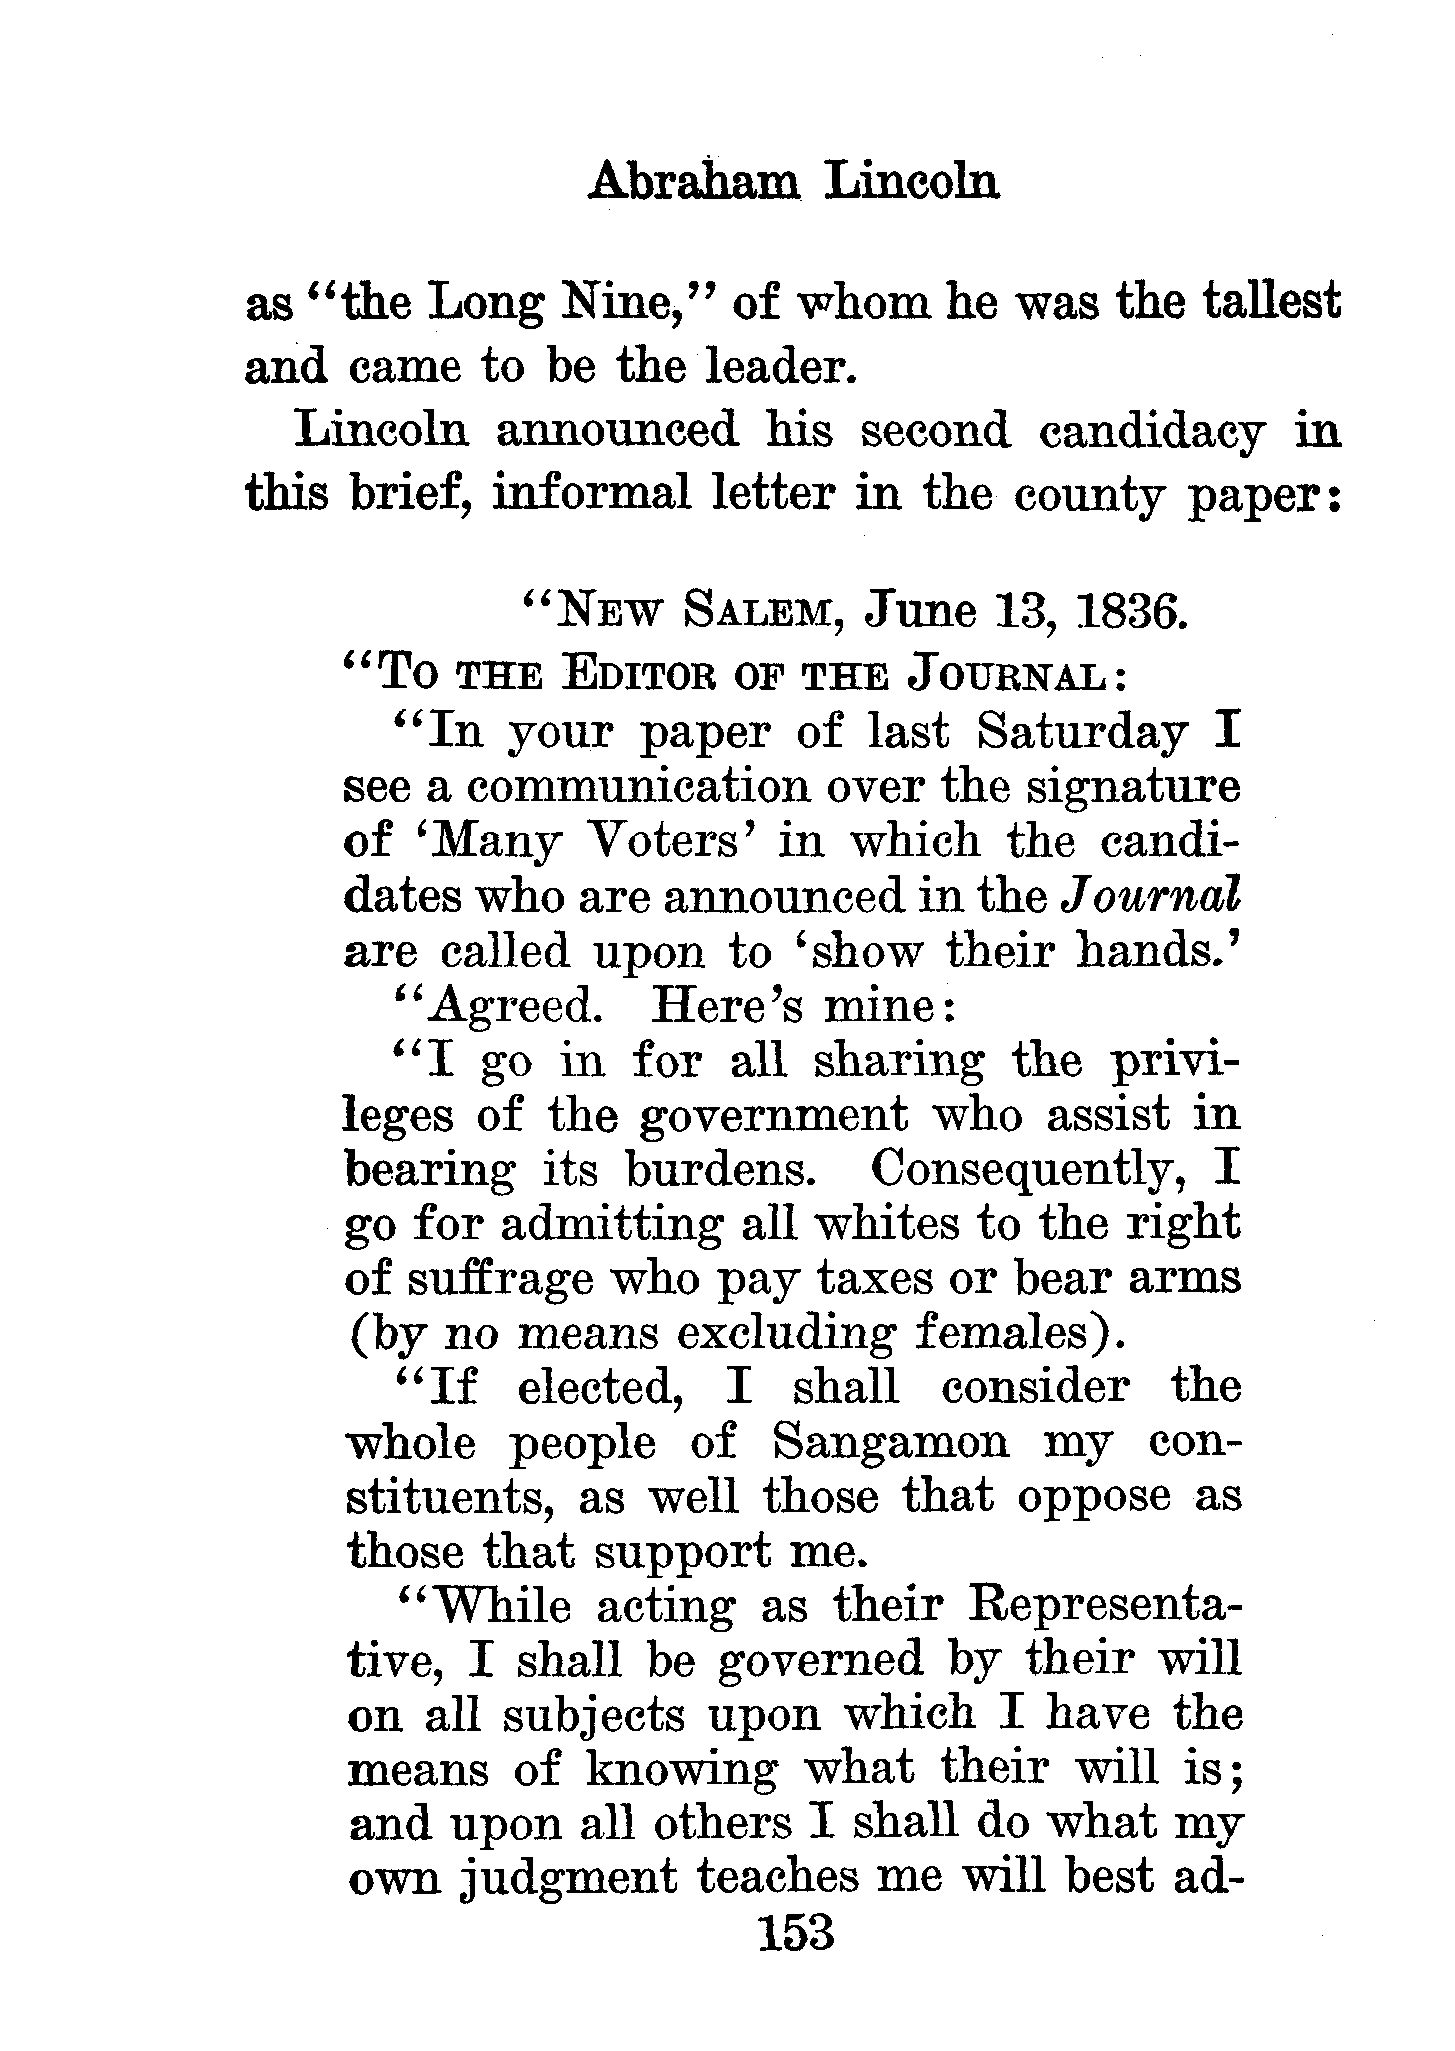 Abraham Lincoln
as "the Long Nine," of whom he was the tallest
and came to be the leader.
Lincoln announced his second candidacy in
this brief, informal letter in the county paper:
"NEW SALEM, June 13, 1836.
"TO THE EDITOR OF THE JOURNAL:
"In your paper of last Saturday I
see a communication over the signature
of 'Many Voters' in which the candi-
dates who are announced in the Journal
are called upon to 'show their hands.'
"Agreed. Here's mine:
"I go in for all sharing the privi-
leges of the government who assist in
bearing its burdens. Consequently, I
go for admitting all whites to the right
of suffrage who pay taxes or bear arms
(by no means excluding females).
"If elected, I shall consider the
whole people of Sangamon my con-
stituents, as well those that oppose as
those that support me.
"While acting as their Representa-
tive, I shall be governed by their will
on all subjects upon which I have the
means of knowing what their will is;
and upon all others I shall do what my
own judgment teaches me will best ad-
153